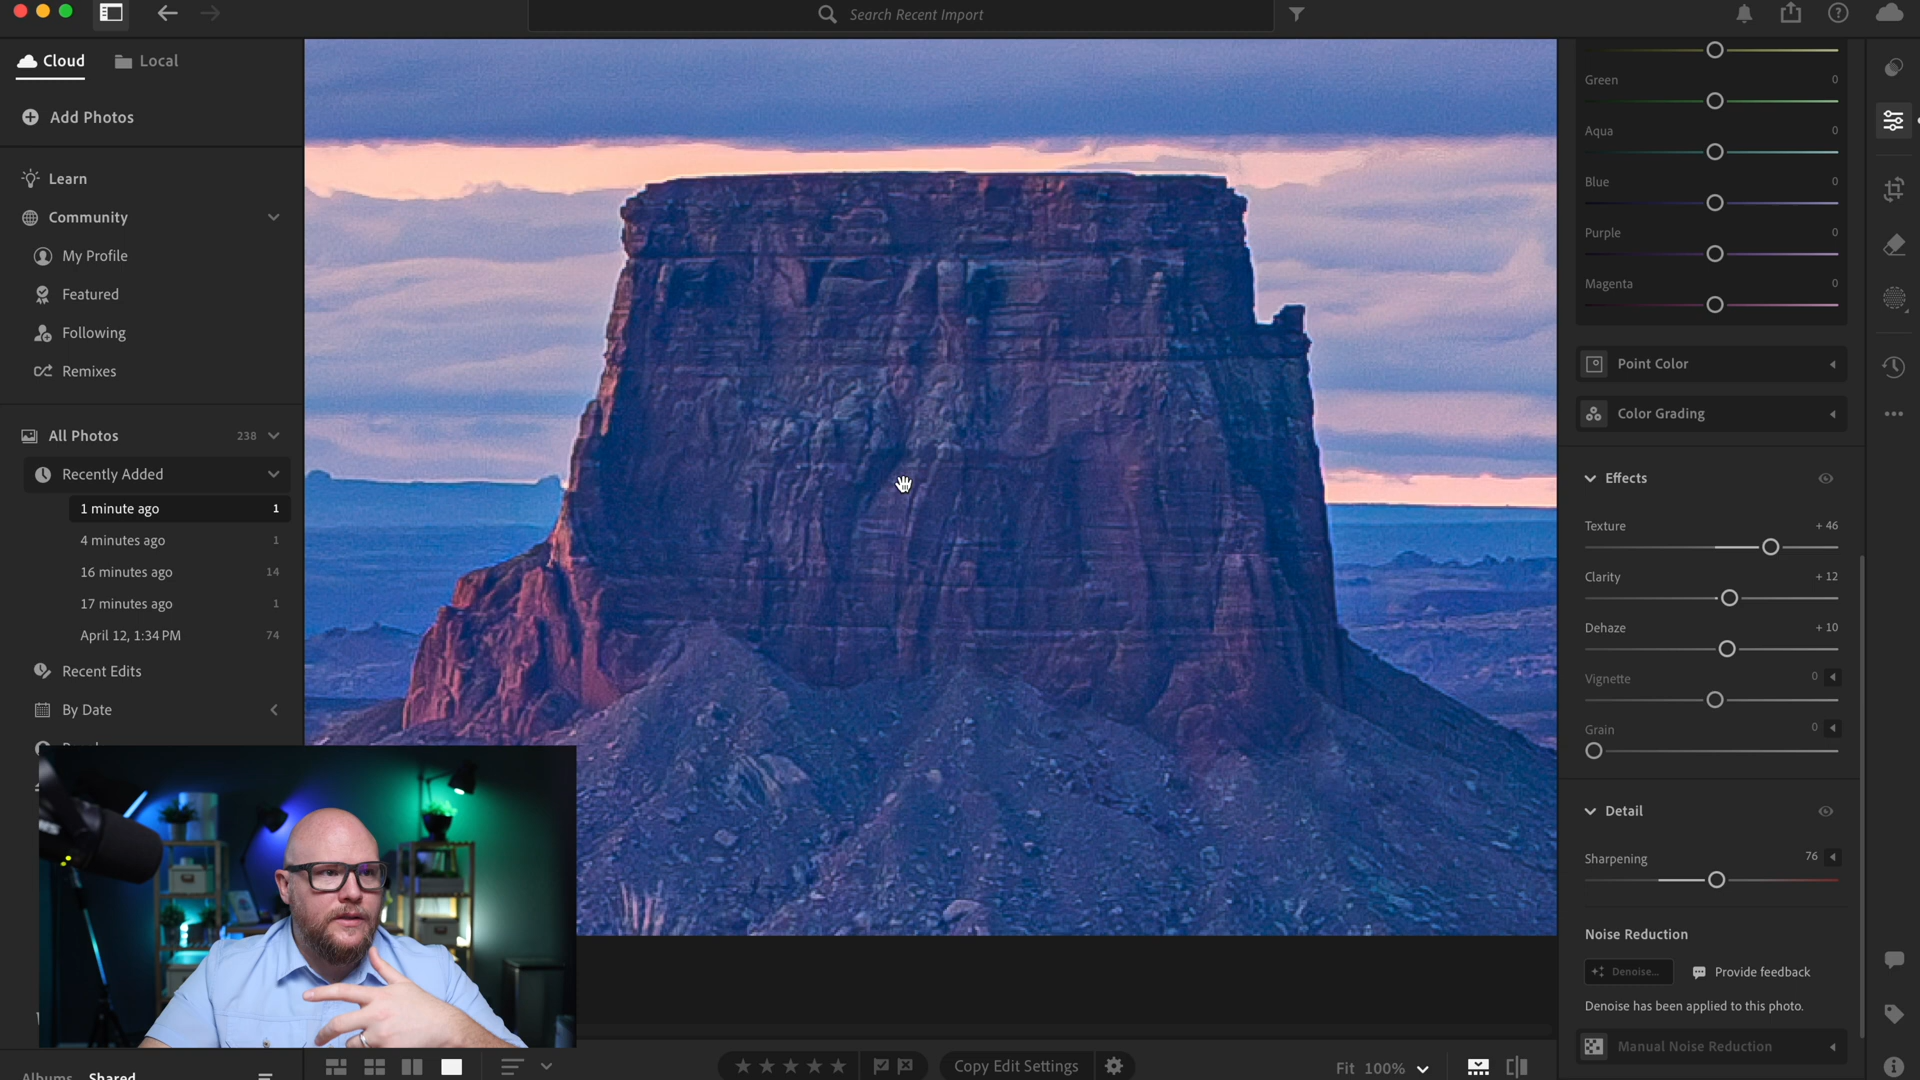 Search Recent Import
Cloud
Local
Add Photos
Learn
Community
My Profile
Featured
Following
Remixes
All Photos 238
Recently Added
1 minute ago 1
4 minutes ago 1
16 minutes ago 14
17 minutes ago 1
April 12, 1:34 PM 74
Recent Edits
By Date
Albums Shared
Copy Edit Settings
Fit 100%
Green 0
Aqua 0
Blue 0
Purple 0
Magenta 0
Point Color
Color Grading
Effects
Texture + 46
Clarity + 12
Dehaze + 10
Vignette 0
Grain 0
Detail
Sharpening 76
Noise Reduction
Denoise... Provide feedback
Denoise has been applied to this photo.
Manual Noise Reduction